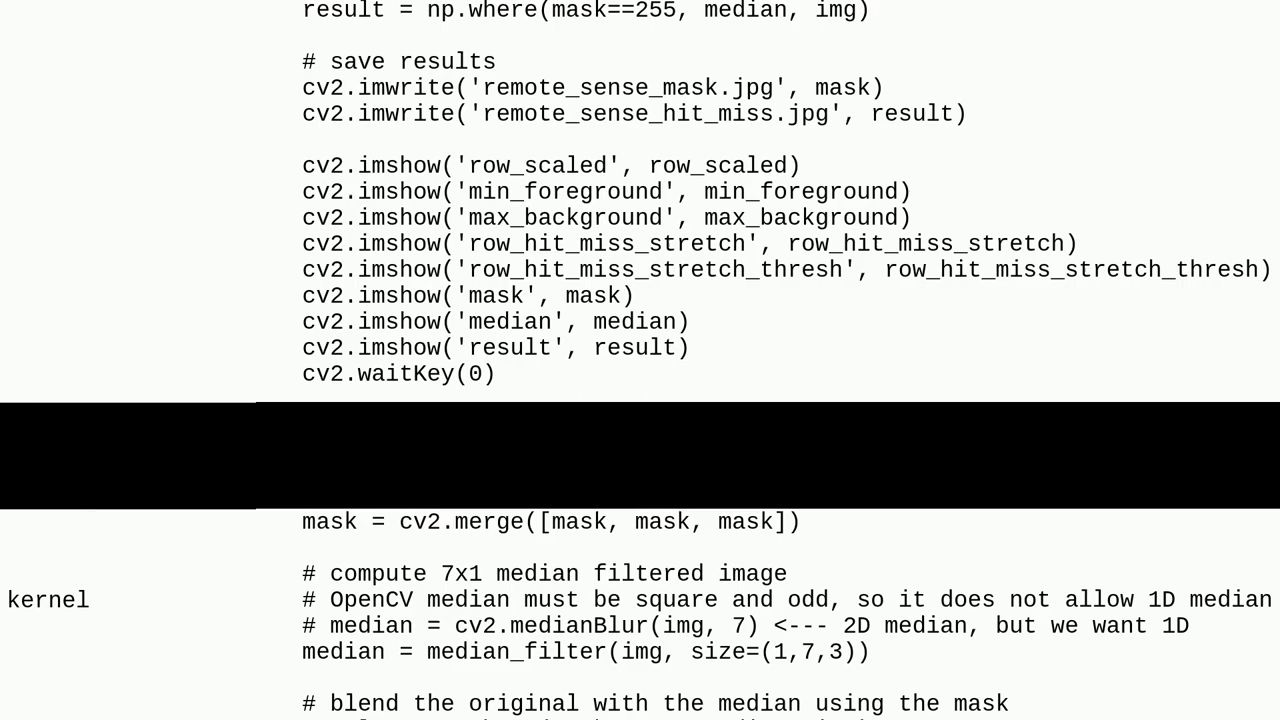 result = np.where(mask==255, median, img)
# save results
cv2.imwrite('remote_sense_mask.jpg', mask)
cv2.imwrite('remote_sense_hit_miss.jpg', result)
cv2.imshow('row_scaled', row_scaled)
cv2.imshow('min_foreground', min_foreground)
cv2.imshow('max_background', max_background)
cv2.imshow('row_hit_miss_stretch', row_hit_miss_stretch)
cv2.imshow('row_hit_miss_stretch_thresh', row_hit_miss_stretch_thresh)
cv2.imshow('mask', mask)
cv2.imshow('median', median)
cv2.imshow('result', result)
cv2.waitKey(0)
mask = cv2.merge([mask, mask, mask])
# compute 7x1 median filtered image
# OpenCV median must be square and odd, so it does not allow 1D median
kernel
# median = cv2.medianBlur(img, 7) <--- 2D median, but we want 1D
median = median_filter(img, size=(1,7,3))
# blend the original with the median using the mask